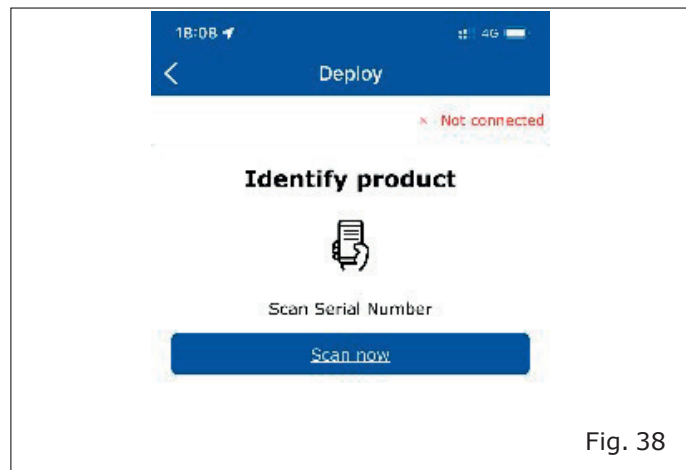 18:08 4G
Deploy
× Not connected
Identify product
Scan Serial Number
Scan now
Fig. 38